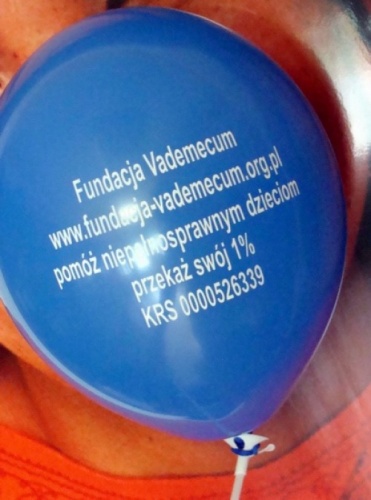 Fundacja Vademecum
www.fundacja-vademecum.org.pl
pomóż niepełnosprawnym dzieciom
przekaż swój 1%
KRS 0000526339